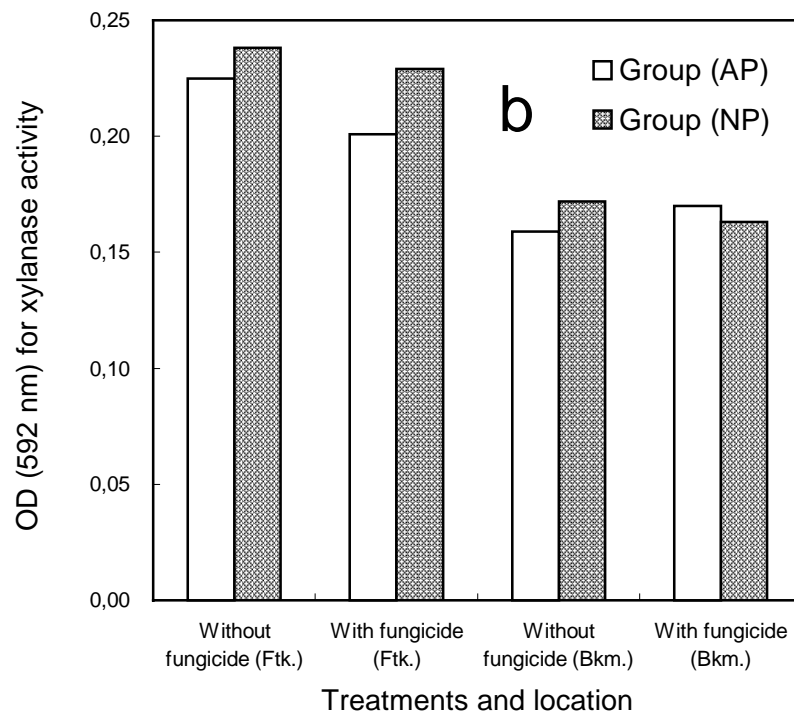 0,25
0,20
0,15
0,10
0,05
0,00
OD (592 nm) for xylanase activity
b
Group (AP)
Group (NP)
Without
fungicide (Ftk.)
With fungicide
(Ftk.)
Without
fungicide (Bkm.)
With fungicide
(Bkm.)
Treatments and location